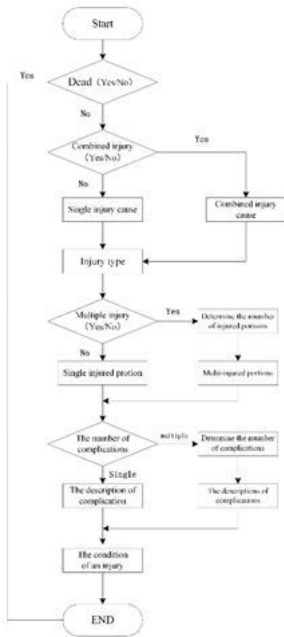 Start
Yes
Dead (Yes/No)
No
Combined injury
(Yes/No)
Yes
No
Single injury cause
Combined injury
cause
Injury type
Multiple injury
(Yes/No)
Yes
Determine the number
of injured portions
No
Single injured protion
Multi-injured portions
The number of
complications
multiple
Determine the number
of complications
Single
The description of
complication
The descriptions of
complications
The condition
of an injury
END